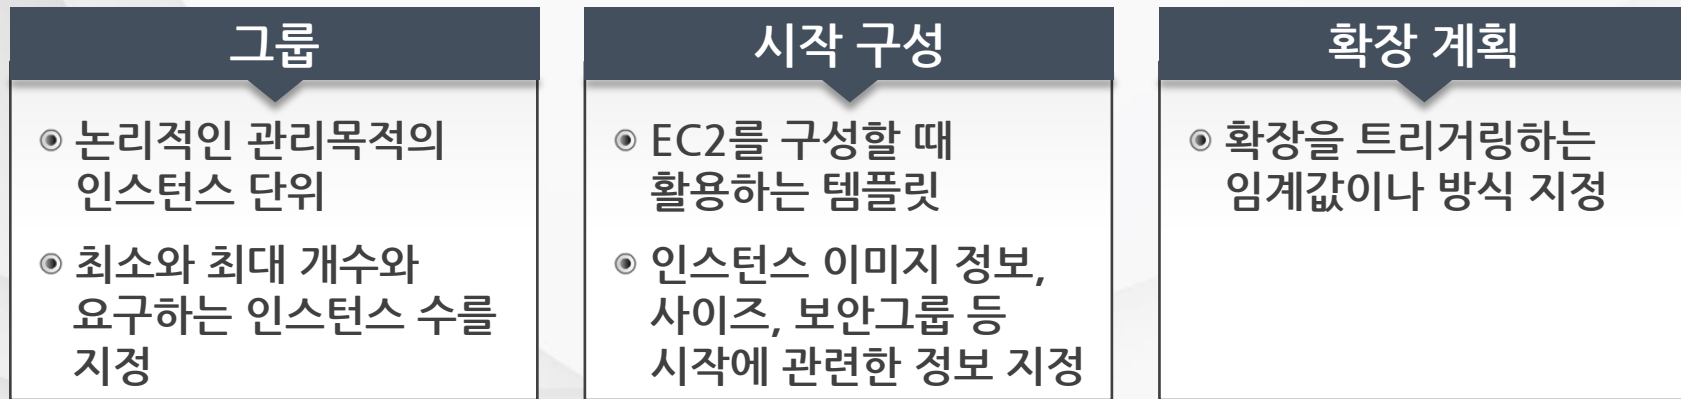 그룹
논리적인 관리목적의
인스턴스 단위
최소와 최대 개수와
요구하는 인스턴스 수를
지정
시작 구성
EC2를 구성할 때
활용하는 템플릿
인스턴스 이미지 정보,
사이즈, 보안그룹 등
시작에 관련한 정보 지정
확장 계획
확장을 트리거링하는
임계값이나 방식 지정